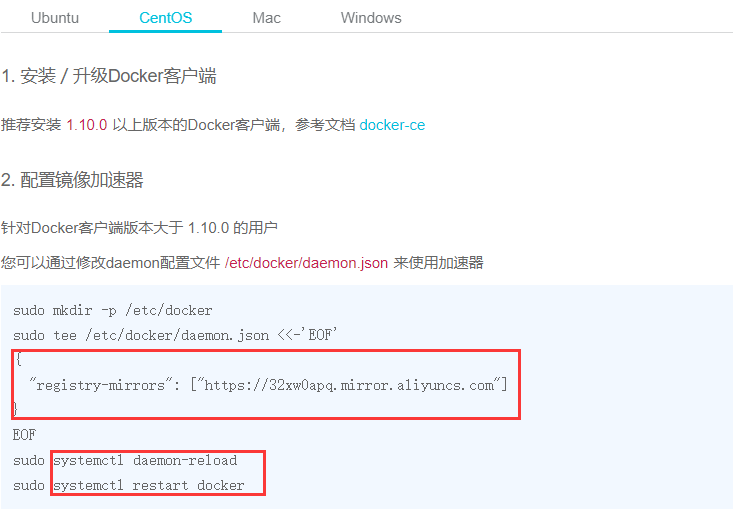 Ubuntu CentOS Mac Windows
1. 安装 / 升级Docker客户端
推荐安装 1.10.0 以上版本的Docker客户端，参考文档 docker-ce
2. 配置镜像加速器
针对Docker客户端版本大于 1.10.0 的用户
您可以通过修改daemon配置文件 /etc/docker/daemon.json 来使用加速器
sudo mkdir -p /etc/docker
sudo tee /etc/docker/daemon.json <<-'EOF'
{
  "registry-mirrors": ["https://32xw0apq.mirror.aliyuncs.com"]
}
EOF
sudo systemctl daemon-reload
sudo systemctl restart docker